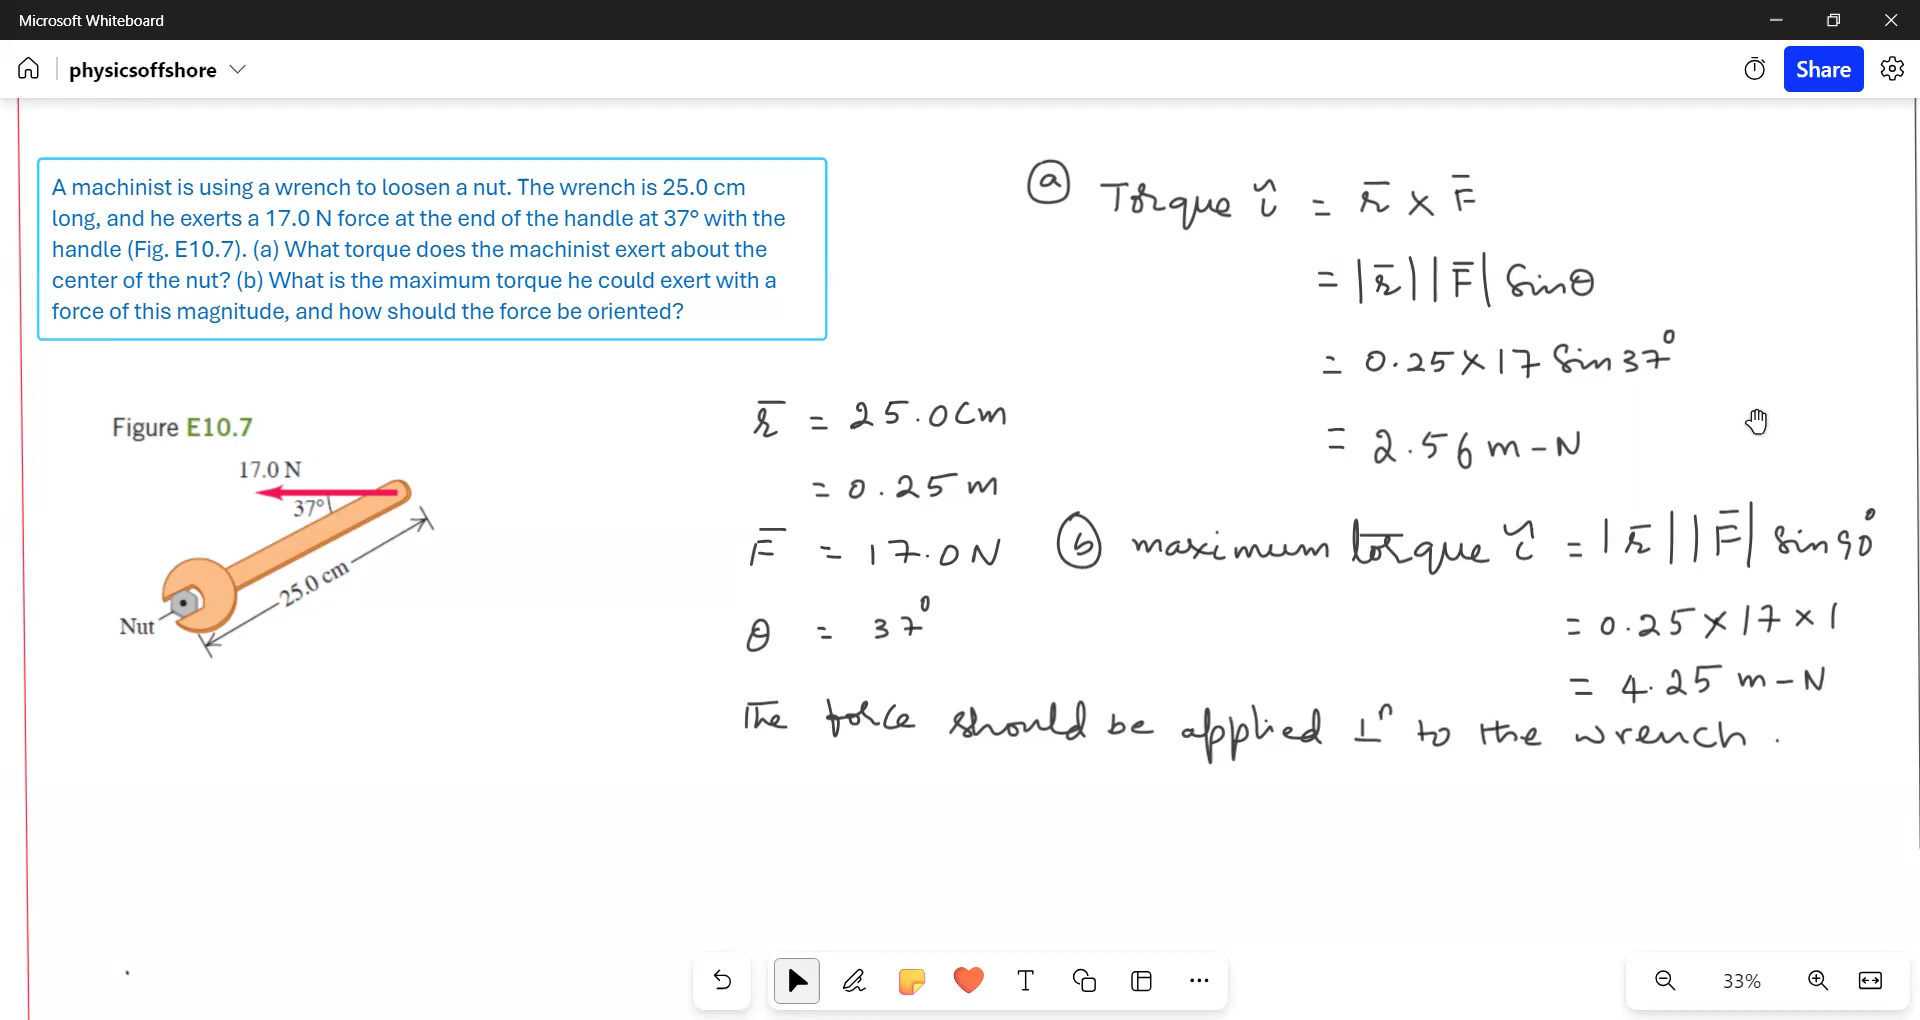 Microsoft Whiteboard
physicsoffshore
Share
A machinist is using a wrench to loosen a nut. The wrench is 25.0 cm
long, and he exerts a 17.0 N force at the end of the handle at 37° with the
handle (Fig. E10.7). (a) What torque does the machinist exert about the
center of the nut? (b) What is the maximum torque he could exert with a
force of this magnitude, and how should the force be oriented?
Figure E10.7
17.0 N
37°
25.0 cm
Nut
r̅ = 25.0 cm
= 0.25 m
F̅ = 17.0 N
θ = 37°
ⓐ Torque τ̃ = r̅ × F̅
= |r̅| |F̅| Sinθ
= 0.25 × 17 Sin 37°
= 2.56 m-N
ⓑ maximum torque τ̃ = |r̅| |F̅| Sin 90°
= 0.25 × 17 × 1
= 4.25 m-N
The force should be applied ⊥ⁿ to the wrench.
33%